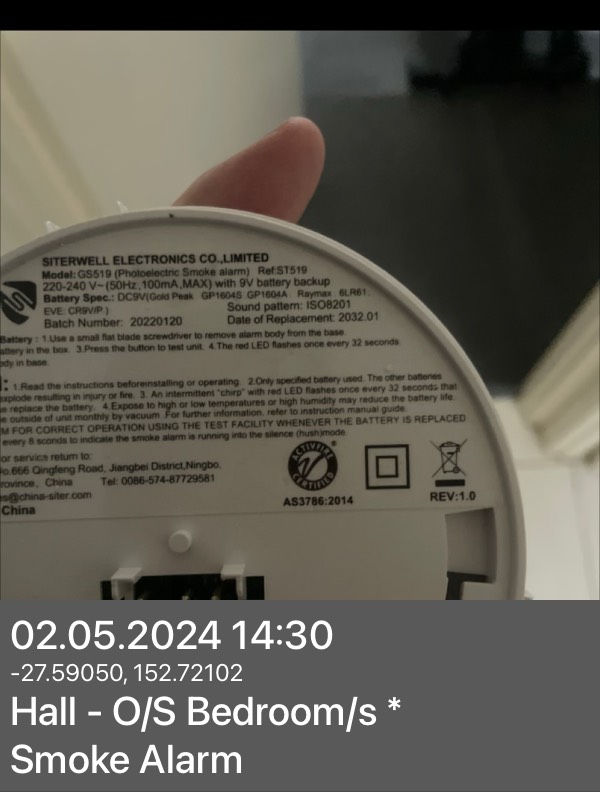 SITERWELL ELECTRONICS CO.,LIMITED
Model: GS519 (Photoelectric Smoke alarm) Ref:ST519
220-240 V~(50Hz,100mA,MAX) with 9V battery backup
Battery Spec.: DC9V(Gold Peak GP1604S GP1604A Raymax 6LR61
EVE: CR9V/P.) Sound pattern: ISO8201
Batch Number: 20220120 Date of Replacement: 2032.01
Battery : 1.Use a small flat blade screwdriver to remove alarm body from the base.
attery in the box. 3.Press the button to test unit. 4.The red LED flashes once every 32 seconds.
ody in base.
1.Read the instructions beforeinstalling or operating. 2.Only specified battery used. The other batteries
explode resulting in injury or fire. 3. An intermittent "chirp" with red LED flashes once every 32 seconds that
e replace the battery. 4.Expose to high or low temperatures or high humidity may reduce the battery life.
e outside of unit monthly by vacuum. For further information, refer to instruction manual guide.
M FOR CORRECT OPERATION USING THE TEST FACILITY WHENEVER THE BATTERY IS REPLACED
every 8 sconds to indicate the smoke alarm is running into the silence (hush)mode.
or servics return to:
No.666 Qingfeng Road, Jiangbei District,Ningbo,
rovince, China Tel: 0086-574-87729581
s@china-siter.com
China
ACTIVFIRE
CERTIFIED
AS3786:2014
REV:1.0
02.05.2024 14:30
-27.59050, 152.72102
Hall - O/S Bedroom/s *
Smoke Alarm